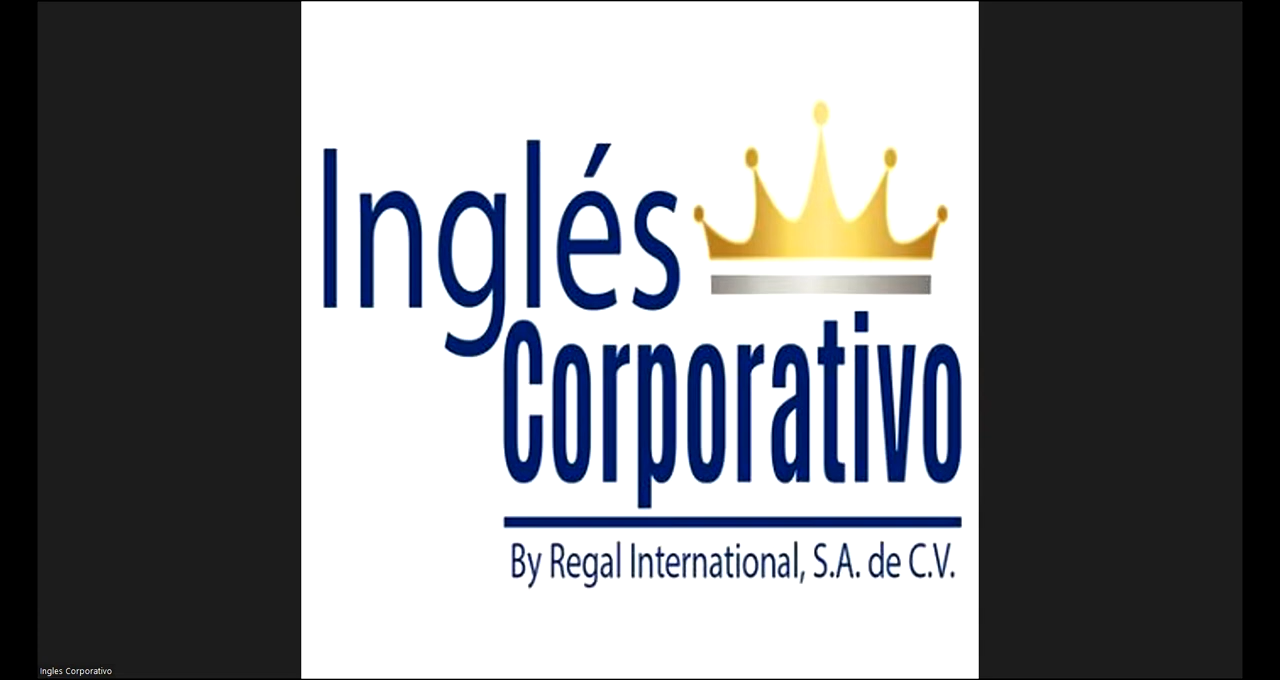 Inglés
Corporativo
By Regal International, S.A. de C.V.
Ingles Corporativo